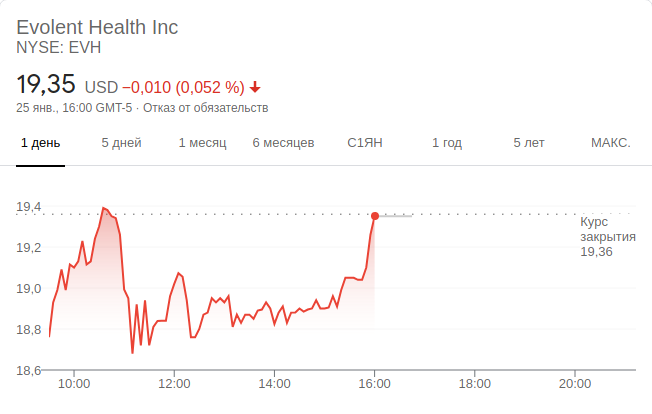 Evolent Health Inc
NYSE: EVH
19,35 USD −0,010 (0,052 %)
25 янв., 16:00 GMT-5 · Отказ от обязательств
1 день 5 дней 1 месяц 6 месяцев С1ЯН 1 год 5 лет МАКС.
19,4
Курс
закрытия
19,36
19,2
19,0
18,8
18,6
10:00 12:00 14:00 16:00 18:00 20:00